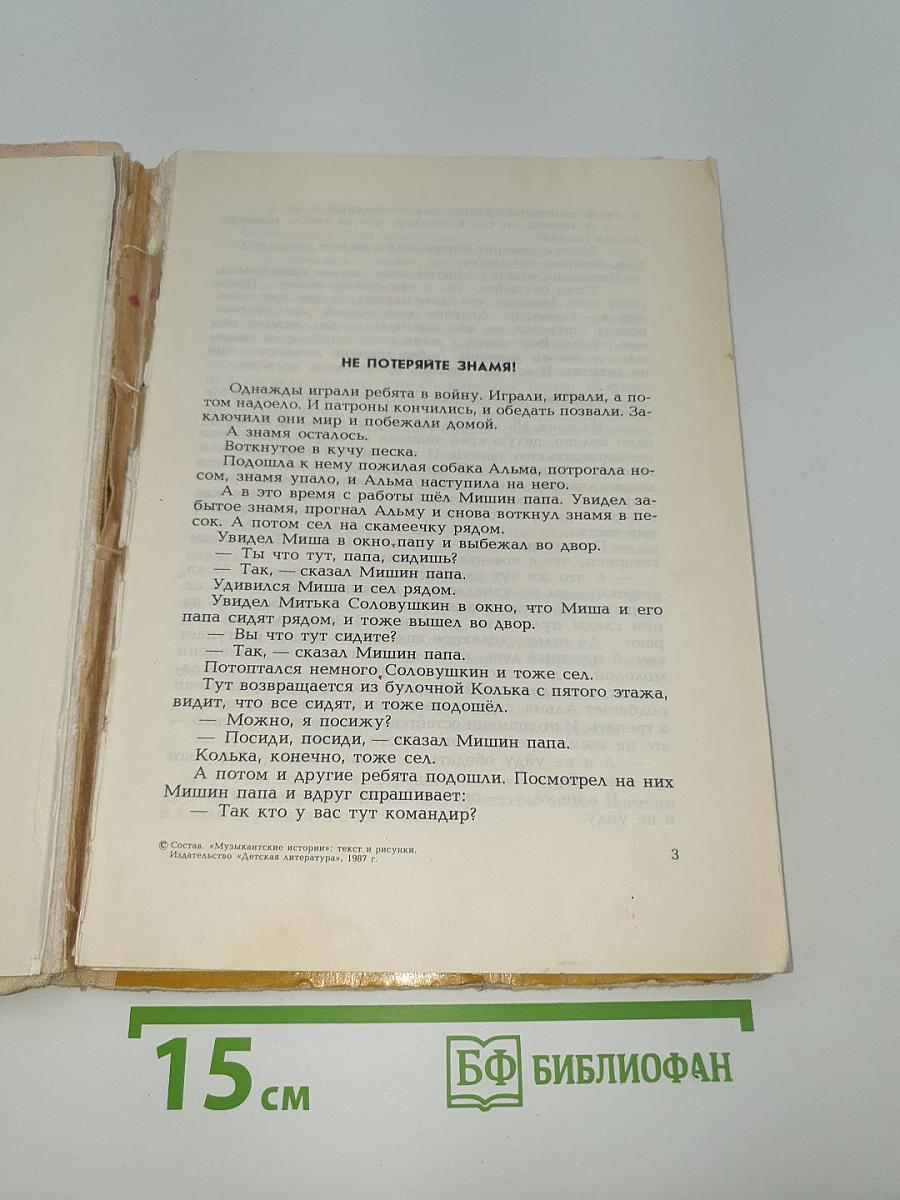 НЕ ПОТЕРЯЙТЕ ЗНАМЯ!
Однажды играли ребята в войну. Играли, играли, а по-
том надоело. И патроны кончились, и обедать позвали. За-
ключили они мир и побежали домой.
А знамя осталось.
Воткнутое в кучу песка.
Подошла к нему пожилая собака Альма, потрогала но-
сом, знамя упало, и Альма наступила на него.
А в это время с работы шёл Мишин папа. Увидел за-
бытое знамя, прогнал Альму и снова воткнул знамя в пе-
сок. А потом сел на скамеечку рядом.
Увидел Миша в окно папу и выбежал во двор.
— Ты что тут, папа, сидишь?
— Так, — сказал Мишин папа.
Удивился Миша и сел рядом.
Увидел Митька Соловушкин в окно, что Миша и его
папа сидят рядом, и тоже вышел во двор.
— Вы что тут сидите?
— Так, — сказал Мишин папа.
Потоптался немного Соловушкин и тоже сел.
Тут возвращается из булочной Колька с пятого этажа,
видит, что все сидят, и тоже подошёл.
— Можно, я посижу?
— Посиди, посиди, — сказал Мишин папа.
Колька, конечно, тоже сел.
А потом и другие ребята подошли. Посмотрел на них
Мишин папа и вдруг спрашивает:
— Так кто у вас тут командир?
© Состав. «Музыкантские истории»: текст и рисунки.
Издательство «Детская литература», 1987 г.
3
15 см
БФ БИБЛИОФАН